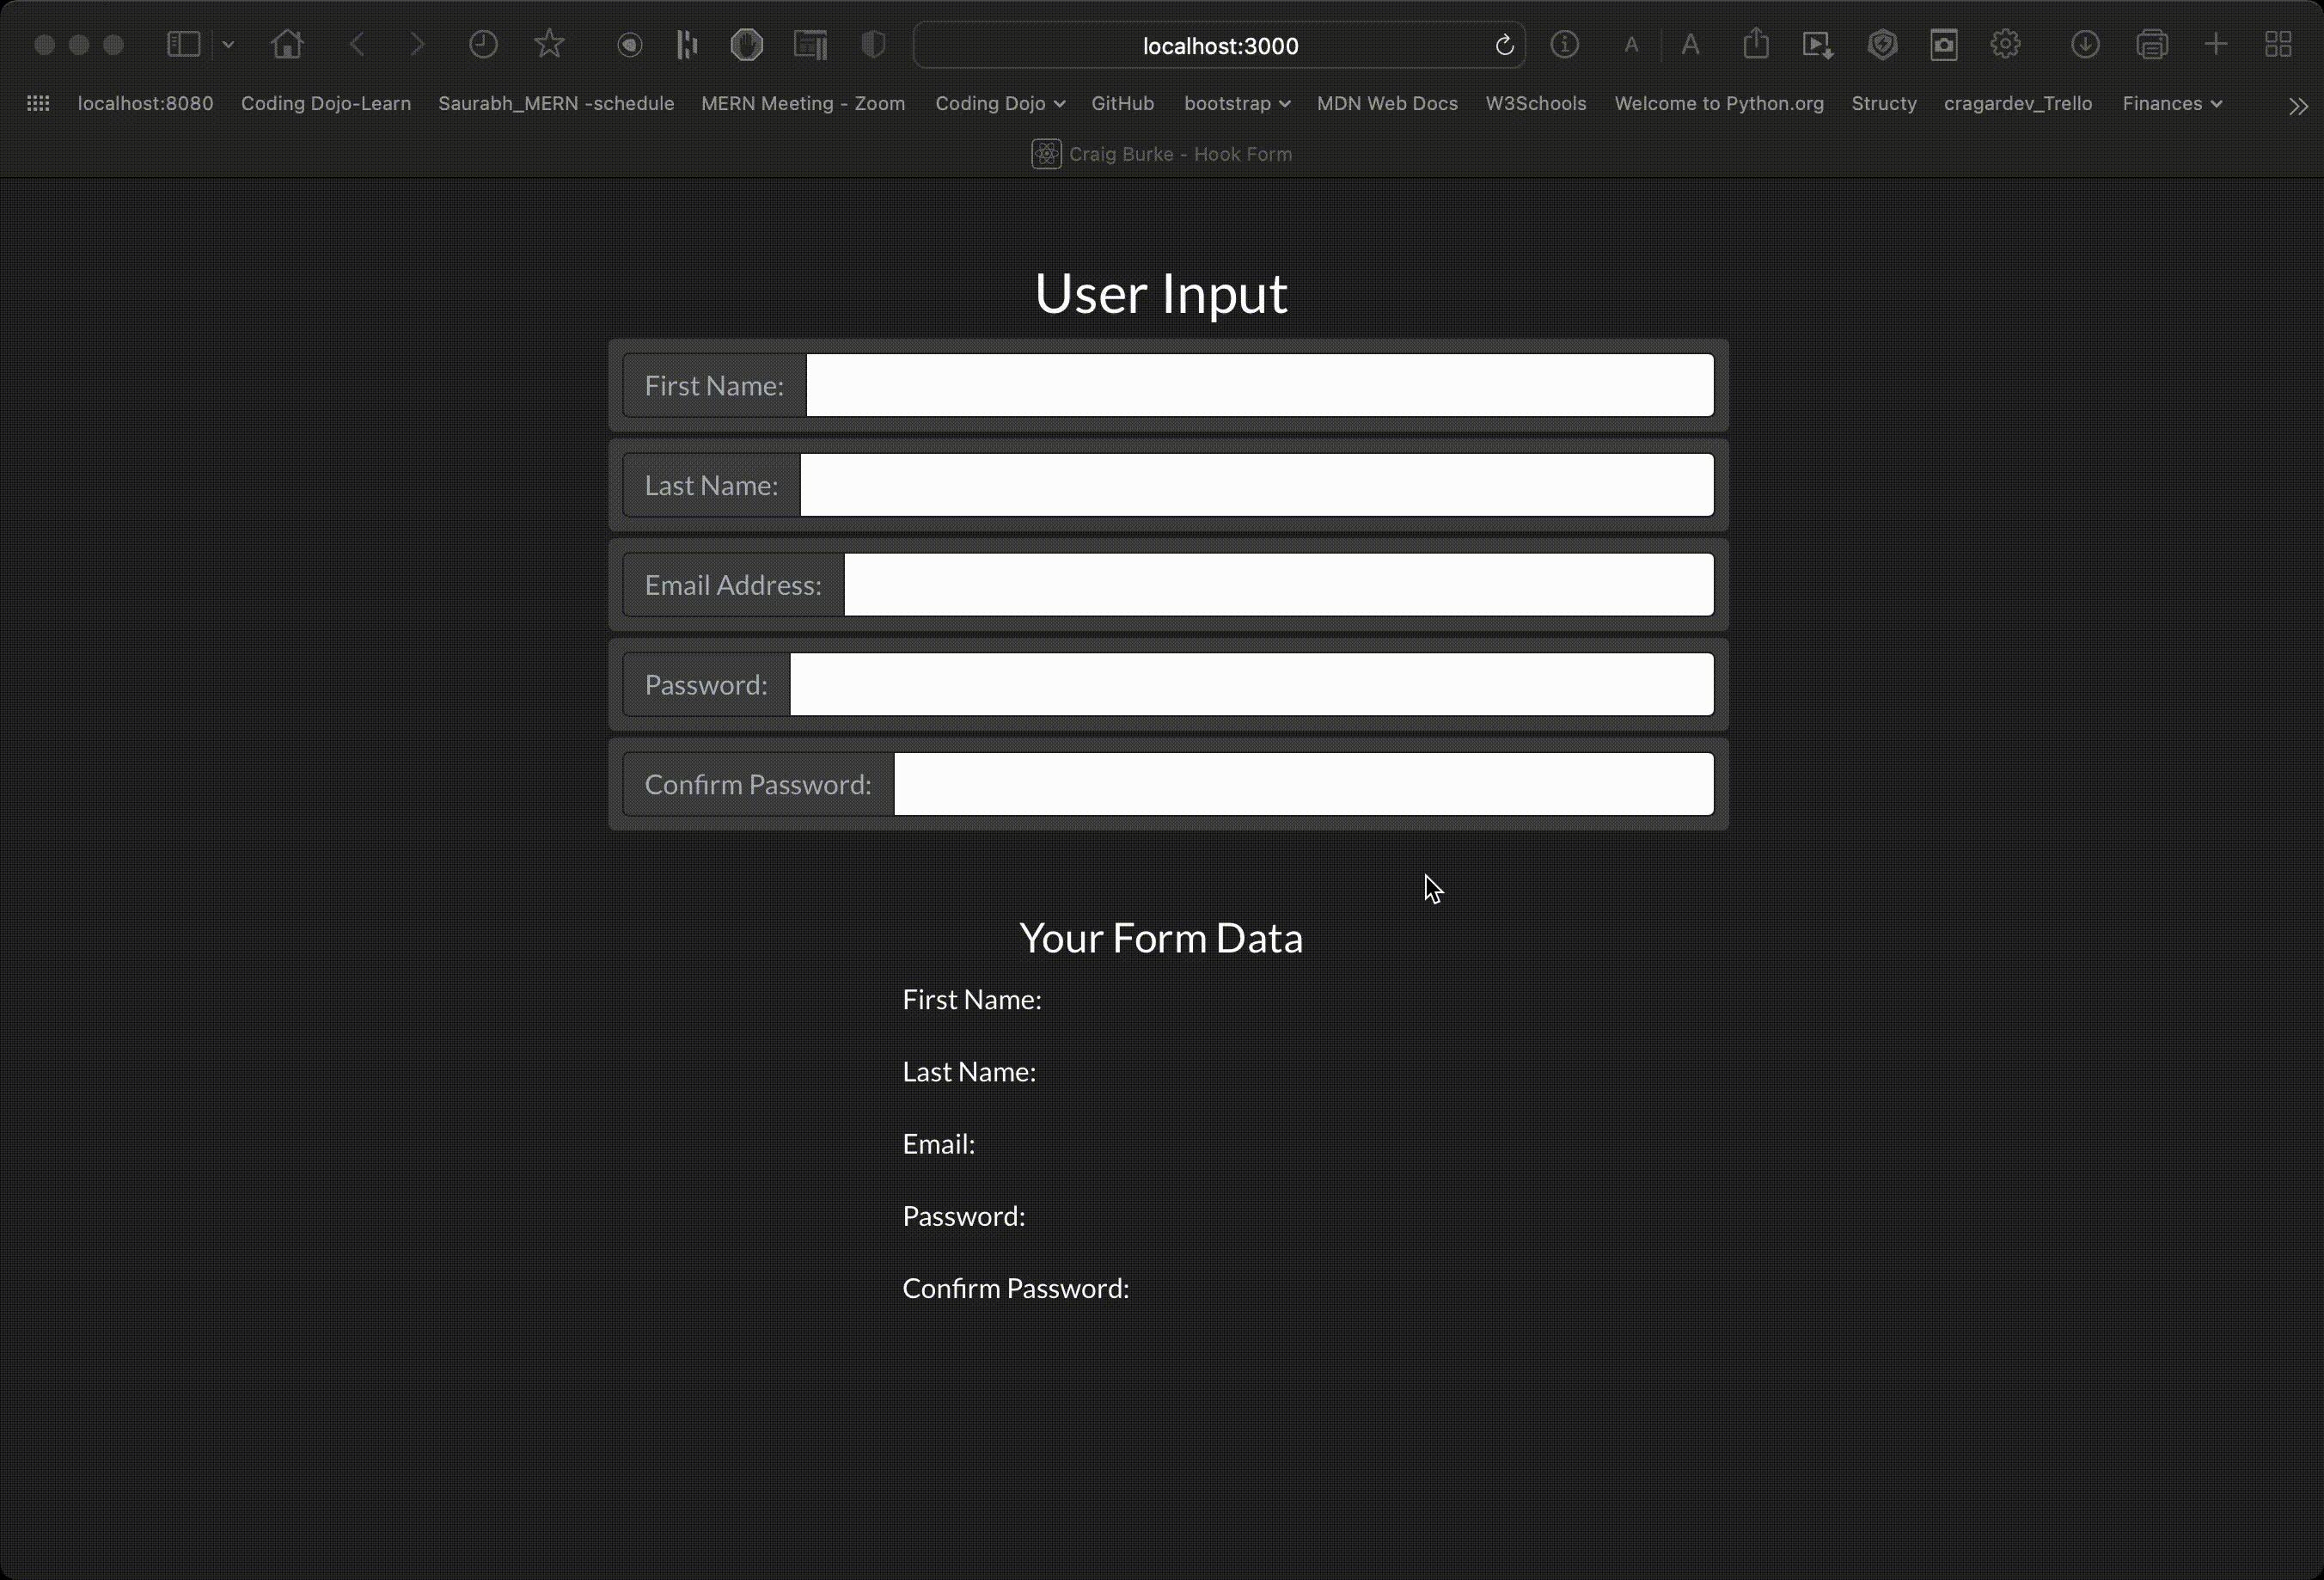 localhost:3000
A A
localhost:8080 Coding Dojo-Learn Saurabh_MERN -schedule MERN Meeting - Zoom Coding Dojo GitHub bootstrap MDN Web Docs W3Schools Welcome to Python.org Structy cragardev_Trello Finances
Craig Burke - Hook Form
User Input
First Name:
Last Name:
Email Address:
Password:
Confirm Password:
Your Form Data
First Name:
Last Name:
Email:
Password:
Confirm Password: